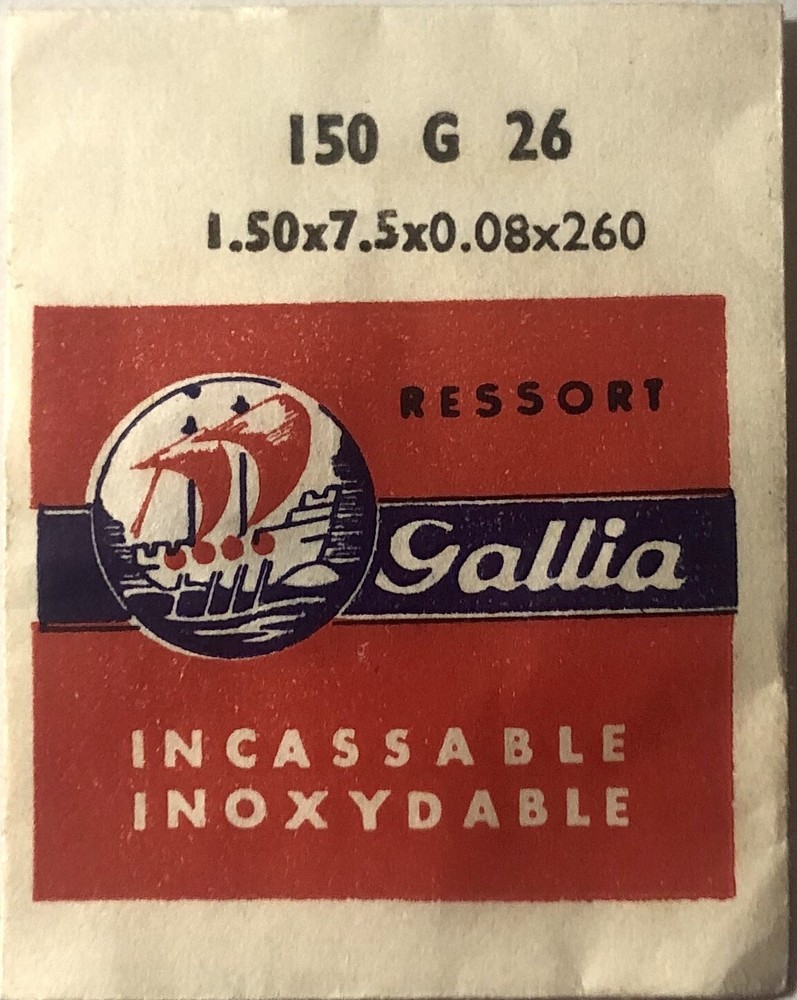 150 G 26
1.50x7.5x0.08x260
RESSORT
Gallia
INCASSABLE
INOXYDABLE